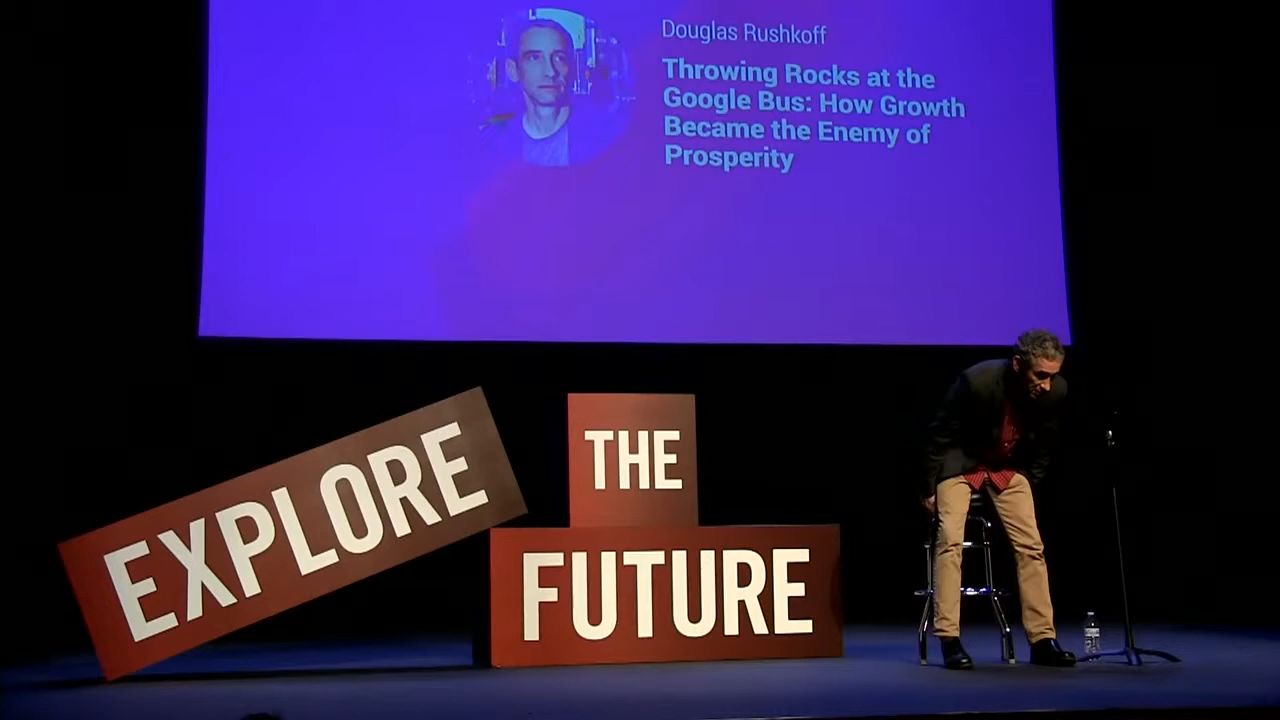 Douglas Rushkoff
Throwing Rocks at the
Google Bus: How Growth
Became the Enemy of
Prosperity
EXPLORE
THE
FUTURE